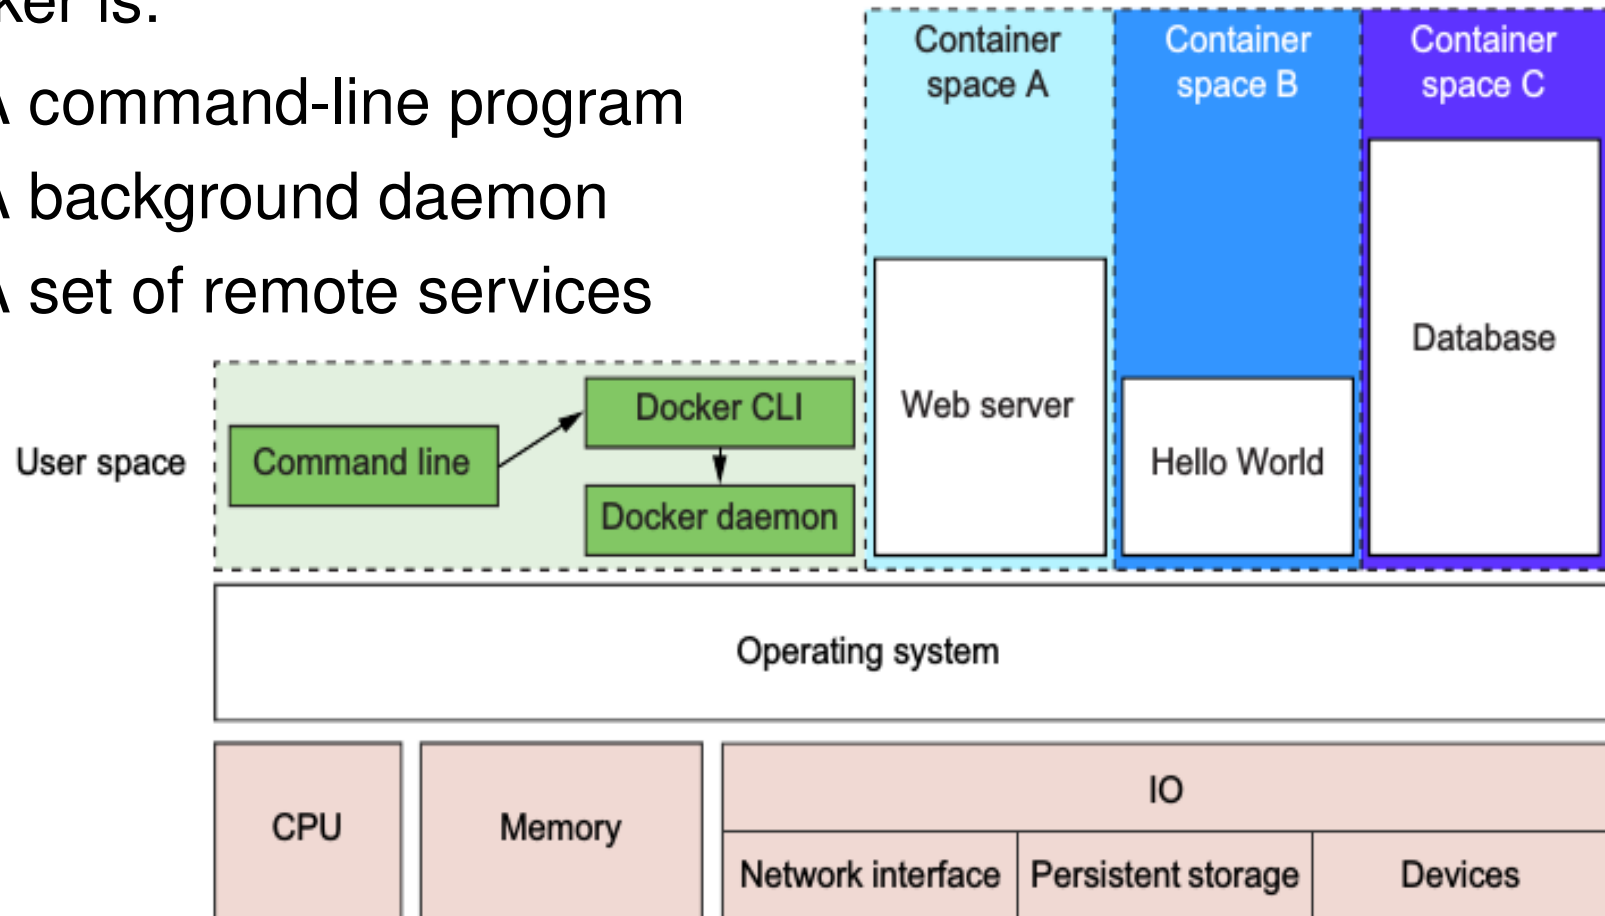 ker is:
A command-line program
A background daemon
A set of remote services
Container
space A
Container
space B
Container
space C
Database
Web server
Docker CLI
Hello World
User space
Command line
Docker daemon
Operating system
IO
CPU
Memory
Network interface
Persistent storage
Devices